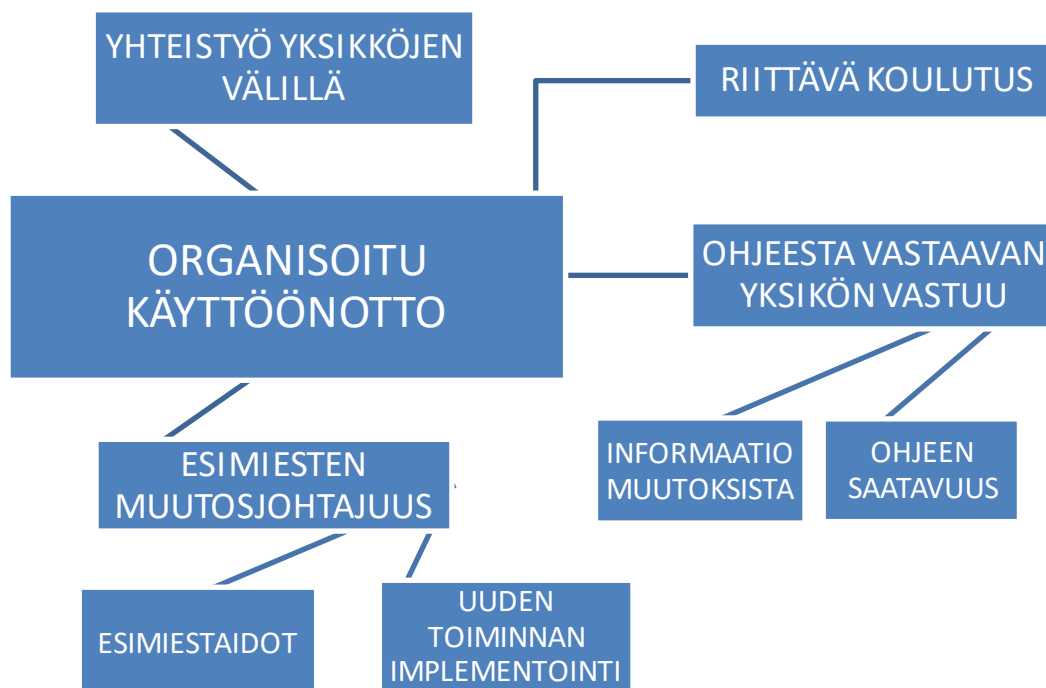 YHTEISTYÖ YKSIKKÖJEN
VÄLILLÄ
RIITTÄVÄ KOULUTUS
ORGANISOITU
KÄYTTÖÖNOTTO
OHJEESTA VASTAAVAN
YKSIKÖN VASTUU
ESIMIESTEN
MUUTOSJOHTAJUUS
INFORMAATIO
MUUTOKSISTA
OHJEEN
SAATAVUUS
ESIMIESTAIDOT
UUDEN
TOIMINNAN
IMPLEMENTOINTI